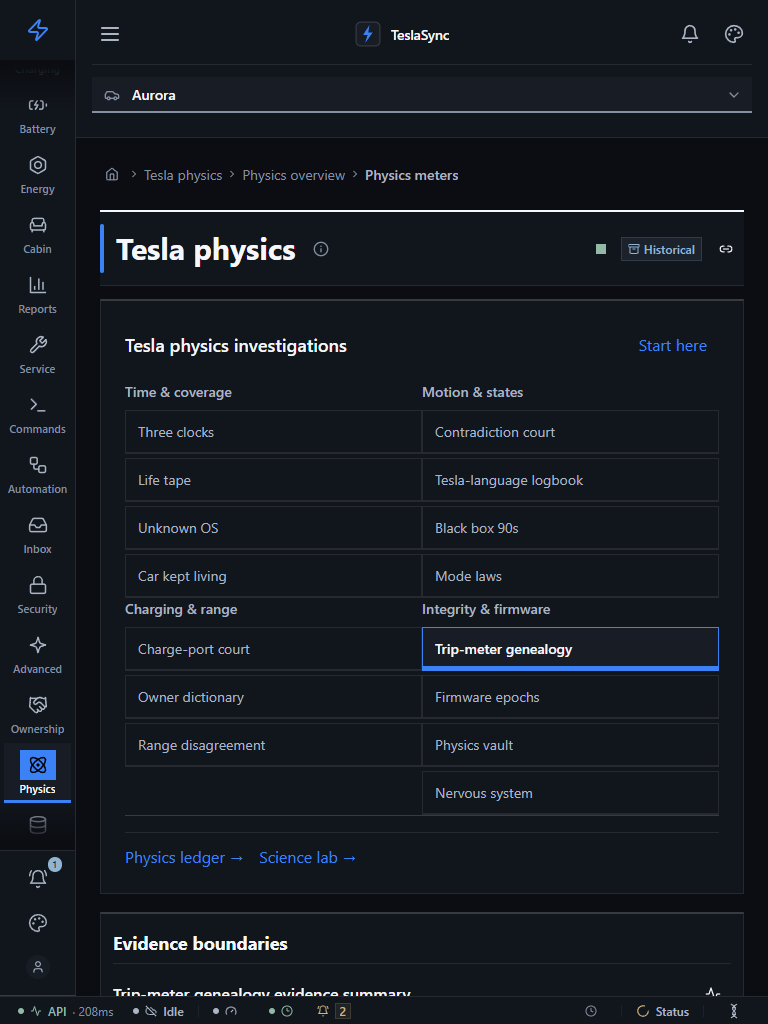 TeslaSync
Aurora
Charging
Battery
Energy
Cabin
Reports
Service
Commands
Automation
Inbox
Security
Advanced
Ownership
Physics
1
Tesla physics > Physics overview > Physics meters
Tesla physics
Historical
Tesla physics investigations
Start here
Time & coverage
Three clocks
Life tape
Unknown OS
Car kept living
Motion & states
Contradiction court
Tesla-language logbook
Black box 90s
Mode laws
Charging & range
Charge-port court
Owner dictionary
Range disagreement
Integrity & firmware
Trip-meter genealogy
Firmware epochs
Physics vault
Nervous system
Physics ledger → Science lab →
Evidence boundaries
Trip-meter genealogy evidence summary
API · 208ms Idle 2 Status